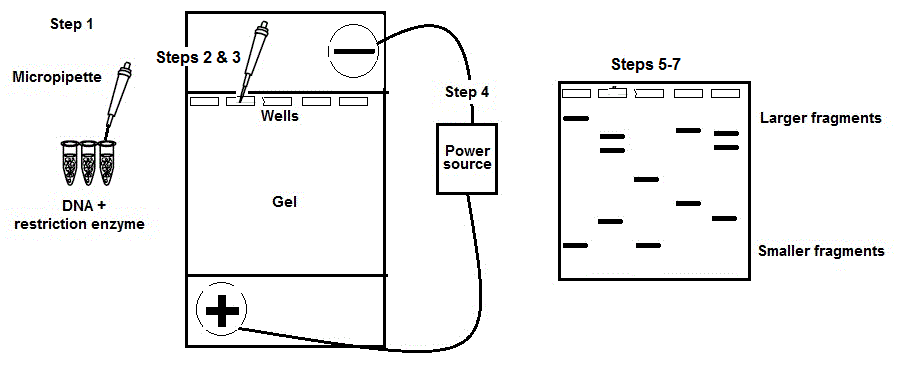 Step 1
Micropipette
DNA +
restriction enzyme
Steps 2 & 3
Wells
Gel
Step 4
Power
source
Steps 5-7
Larger fragments
Smaller fragments